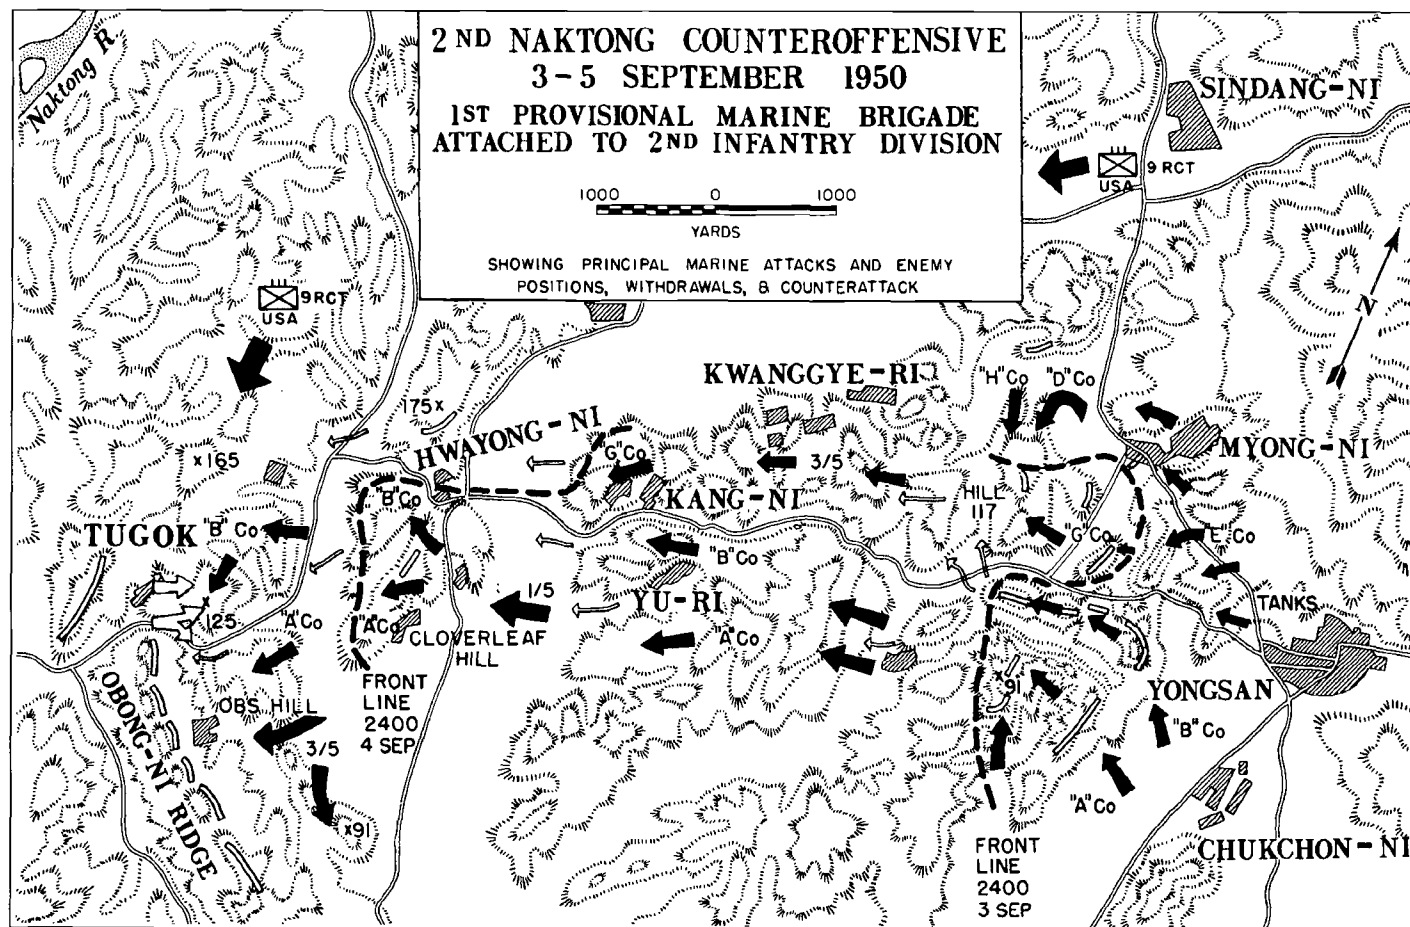 2ND NAKTONG COUNTEROFFENSIVE
3-5 SEPTEMBER 1950
1ST PROVISIONAL MARINE BRIGADE
ATTACHED TO 2ND INFANTRY DIVISION
1000 0 1000
YARDS
SHOWING PRINCIPAL MARINE ATTACKS AND ENEMY
POSITIONS, WITHDRAWALS, & COUNTERATTACK
Naktong R
SINDANG-NI
9 RCT
USA
N
9 RCT
USA
KWANGGYE-RI
"H" Co
"D" Co
175x
HWAYONG-NI
"G" Co
3/5
MYONG-NI
x165
KANG-NI
HILL
117
"B" Co
TUGOK
"B" Co
"G" Co
"E" Co
"B" Co
1/5
YU-RI
TANKS
125
"A" Co
"A" Co
CLOVERLEAF
HILL
"A" Co
x91
YONGSAN
FRONT
LINE
2400
4 SEP
OBONG-NI RIDGE
OBS HILL
3/5
"B" Co
"A" Co
x91
FRONT
LINE
2400
3 SEP
CHUKCHON-NI